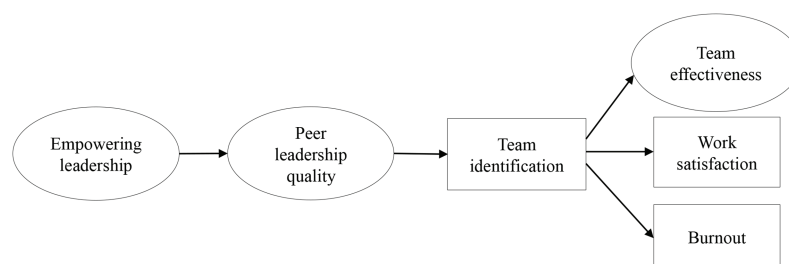 Empowering
leadership
Peer
leadership
quality
Team
identification
Team
effectiveness
Work
satisfaction
Burnout